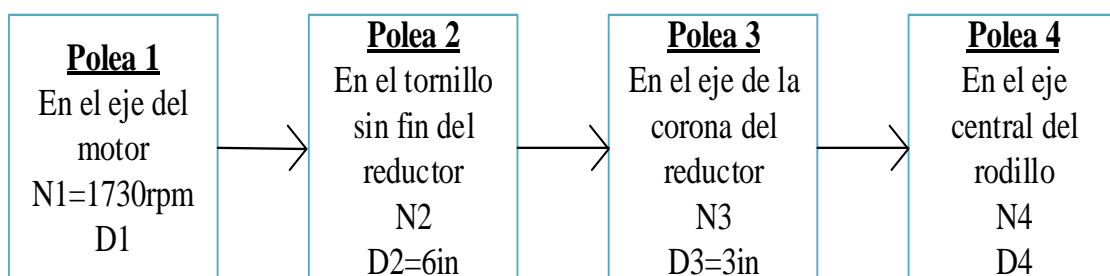 Polea 1
En el eje del
motor
N1=1730rpm
D1
Polea 2
En el tornillo
sin fin del
reductor
N2
D2=6in
Polea 3
En el eje de la
corona del
reductor
N3
D3=3in
Polea 4
En el eje
central del
rodillo
N4
D4